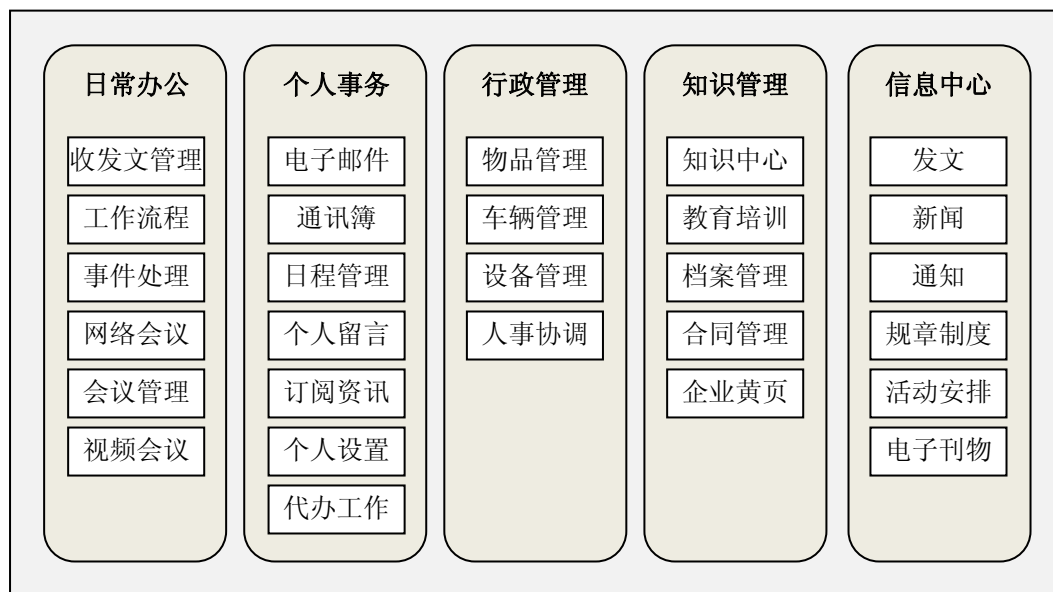 日常办公
收发文管理
工作流程
事件处理
网络会议
会议管理
视频会议
个人事务
电子邮件
通讯簿
日程管理
个人留言
订阅资讯
个人设置
代办工作
行政管理
物品管理
车辆管理
设备管理
人事协调
知识管理
知识中心
教育培训
档案管理
合同管理
企业黄页
信息中心
发文
新闻
通知
规章制度
活动安排
电子刊物